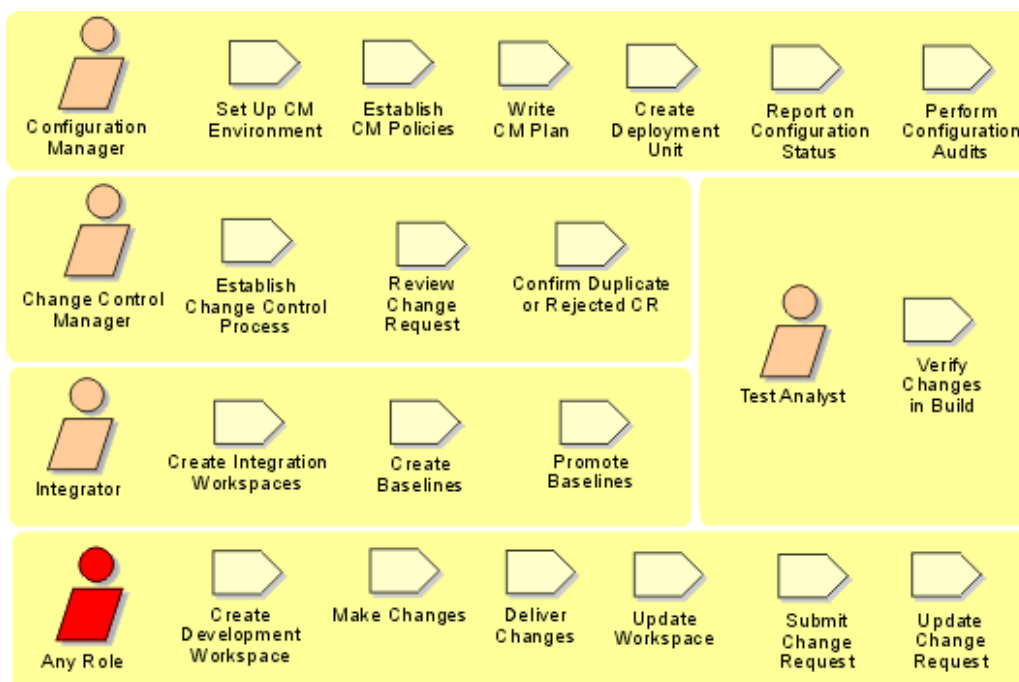 Configuration
Manager
Set Up CM
Environment
Establish
CM Policies
Write
CM Plan
Create
Deployment
Unit
Report on
Configuration
Status
Perform
Configuration
Audits
Change Control
Manager
Establish
Change Control
Process
Review
Change
Request
Confirm Duplicate
or Rejected CR
Test Analyst
Verify
Changes
in Build
Integrator
Create Integration
Workspaces
Create
Baselines
Promote
Baselines
Any Role
Create
Development
Workspace
Make Changes
Deliver
Changes
Update
Workspace
Submit
Change
Request
Update
Change
Request